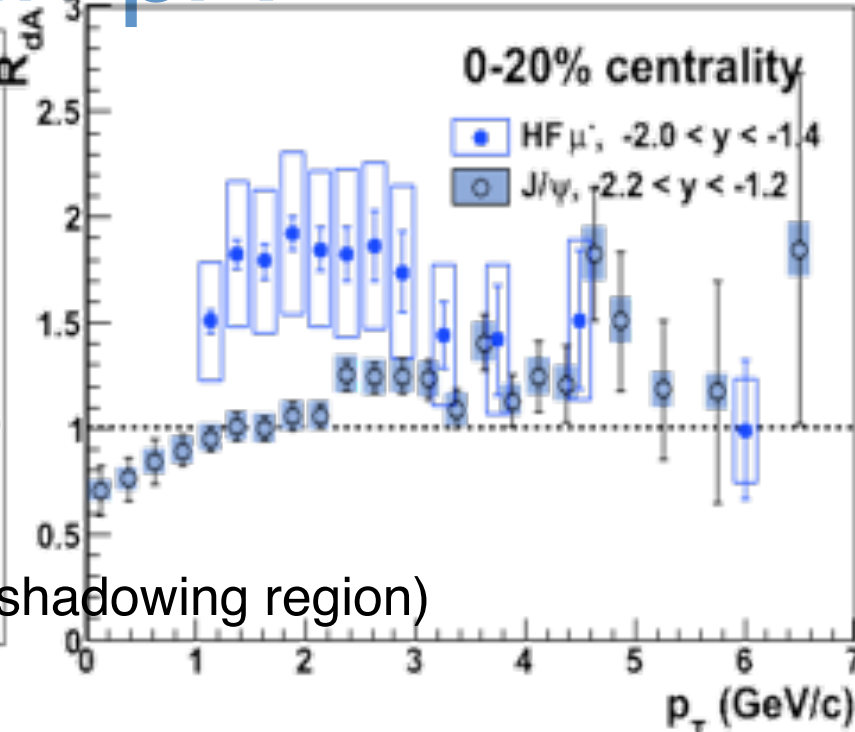 3
R_dA
0-20% centrality
2.5
HF μ⁻, -2.0 < y < -1.4
J/ψ, -2.2 < y < -1.2
2
1.5
1
0.5
shadowing region)
0
0 1 2 3 4 5 6 7
p_T (GeV/c)